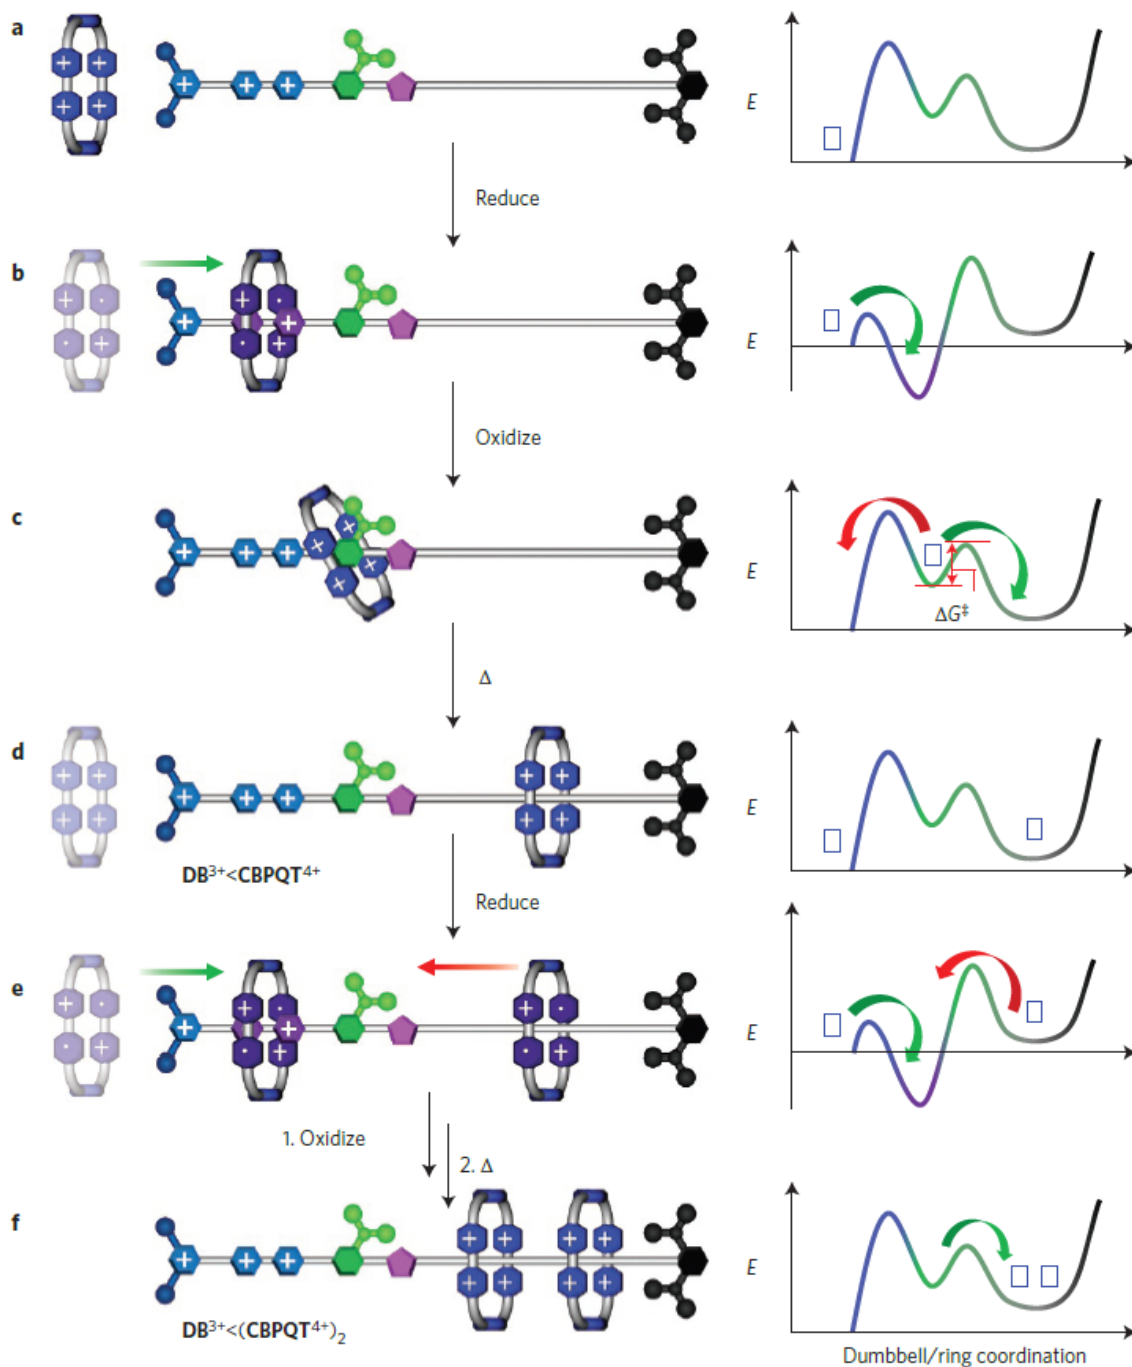 a
E
Reduce
b
E
Oxidize
c
E
ΔG‡
Δ
d
E
DB3+<CBPQT4+
Reduce
e
E
1. Oxidize
2. Δ
f
E
DB3+<(CBPQT4+)2
Dumbbell/ring coordination